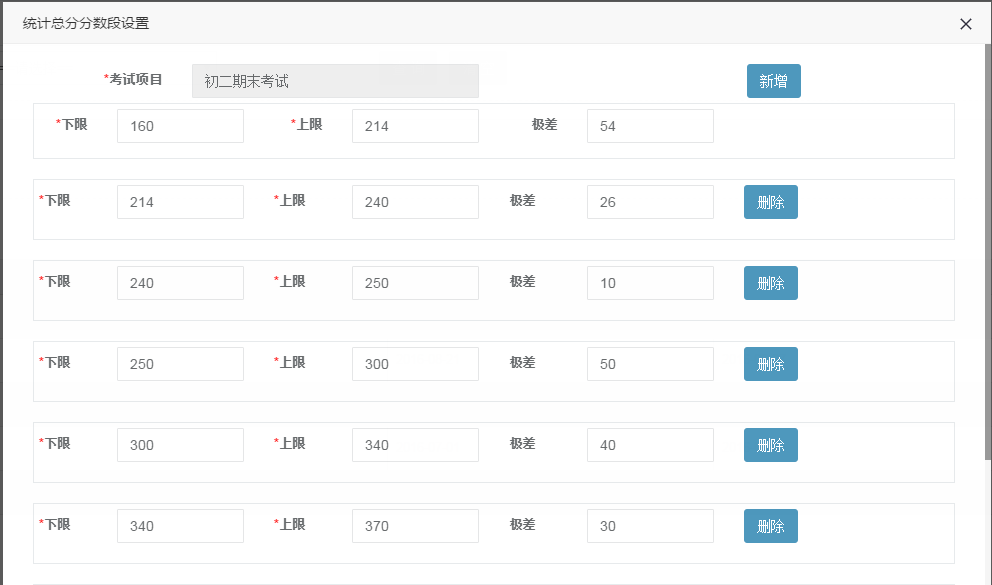 统计总分分数段设置
*考试项目 初二期末考试 新增
*下限 160 *上限 214 极差 54
*下限 214 *上限 240 极差 26 删除
*下限 240 *上限 250 极差 10 删除
*下限 250 *上限 300 极差 50 删除
*下限 300 *上限 340 极差 40 删除
*下限 340 *上限 370 极差 30 删除